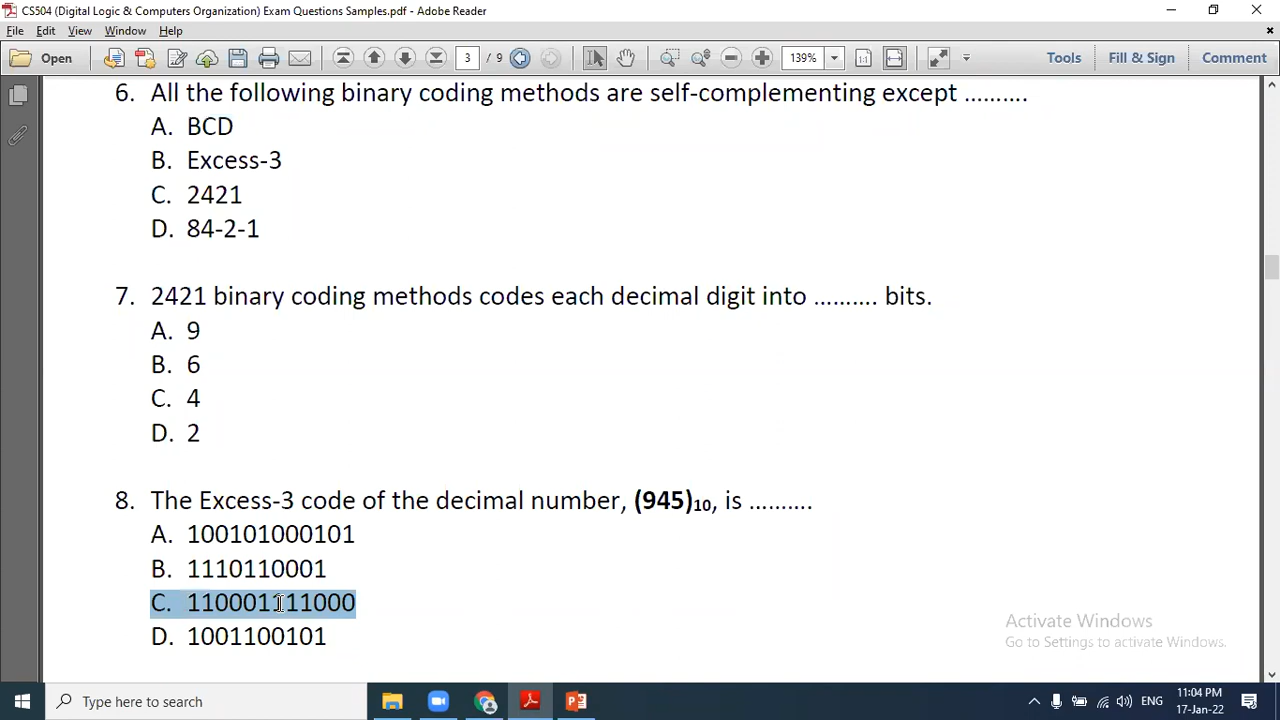 CS504 (Digital Logic & Computers Organization) Exam Questions Samples.pdf - Adobe Reader
File Edit View Window Help
Open 3 / 9 139% Tools Fill & Sign Comment
6. All the following binary coding methods are self-complementing except ..........
A. BCD
B. Excess-3
C. 2421
D. 84-2-1
7. 2421 binary coding methods codes each decimal digit into .......... bits.
A. 9
B. 6
C. 4
D. 2
8. The Excess-3 code of the decimal number, (945)10, is ..........
A. 100101000101
B. 1110110001
C. 110001111000
D. 1001100101
Activate Windows
Go to Settings to activate Windows.
Type here to search
ENG
11:04 PM
17-Jan-22